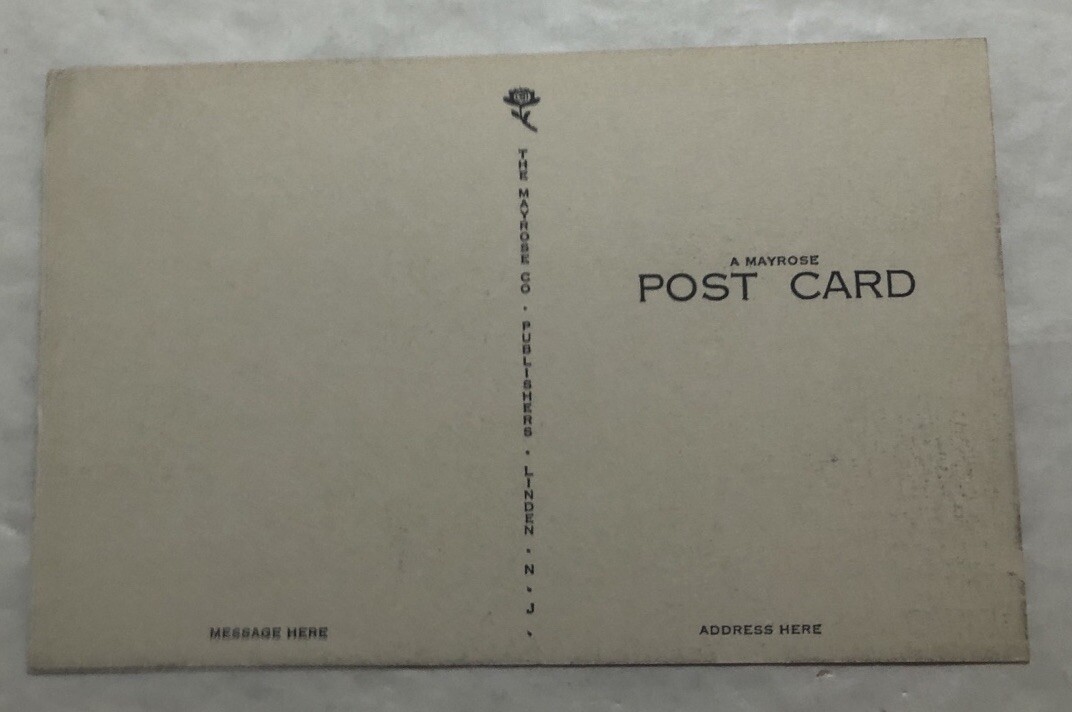 THE MAYROSE CO. PUBLISHERS. LINDEN. N. J.
A MAYROSE
POST CARD
MESSAGE HERE
ADDRESS HERE